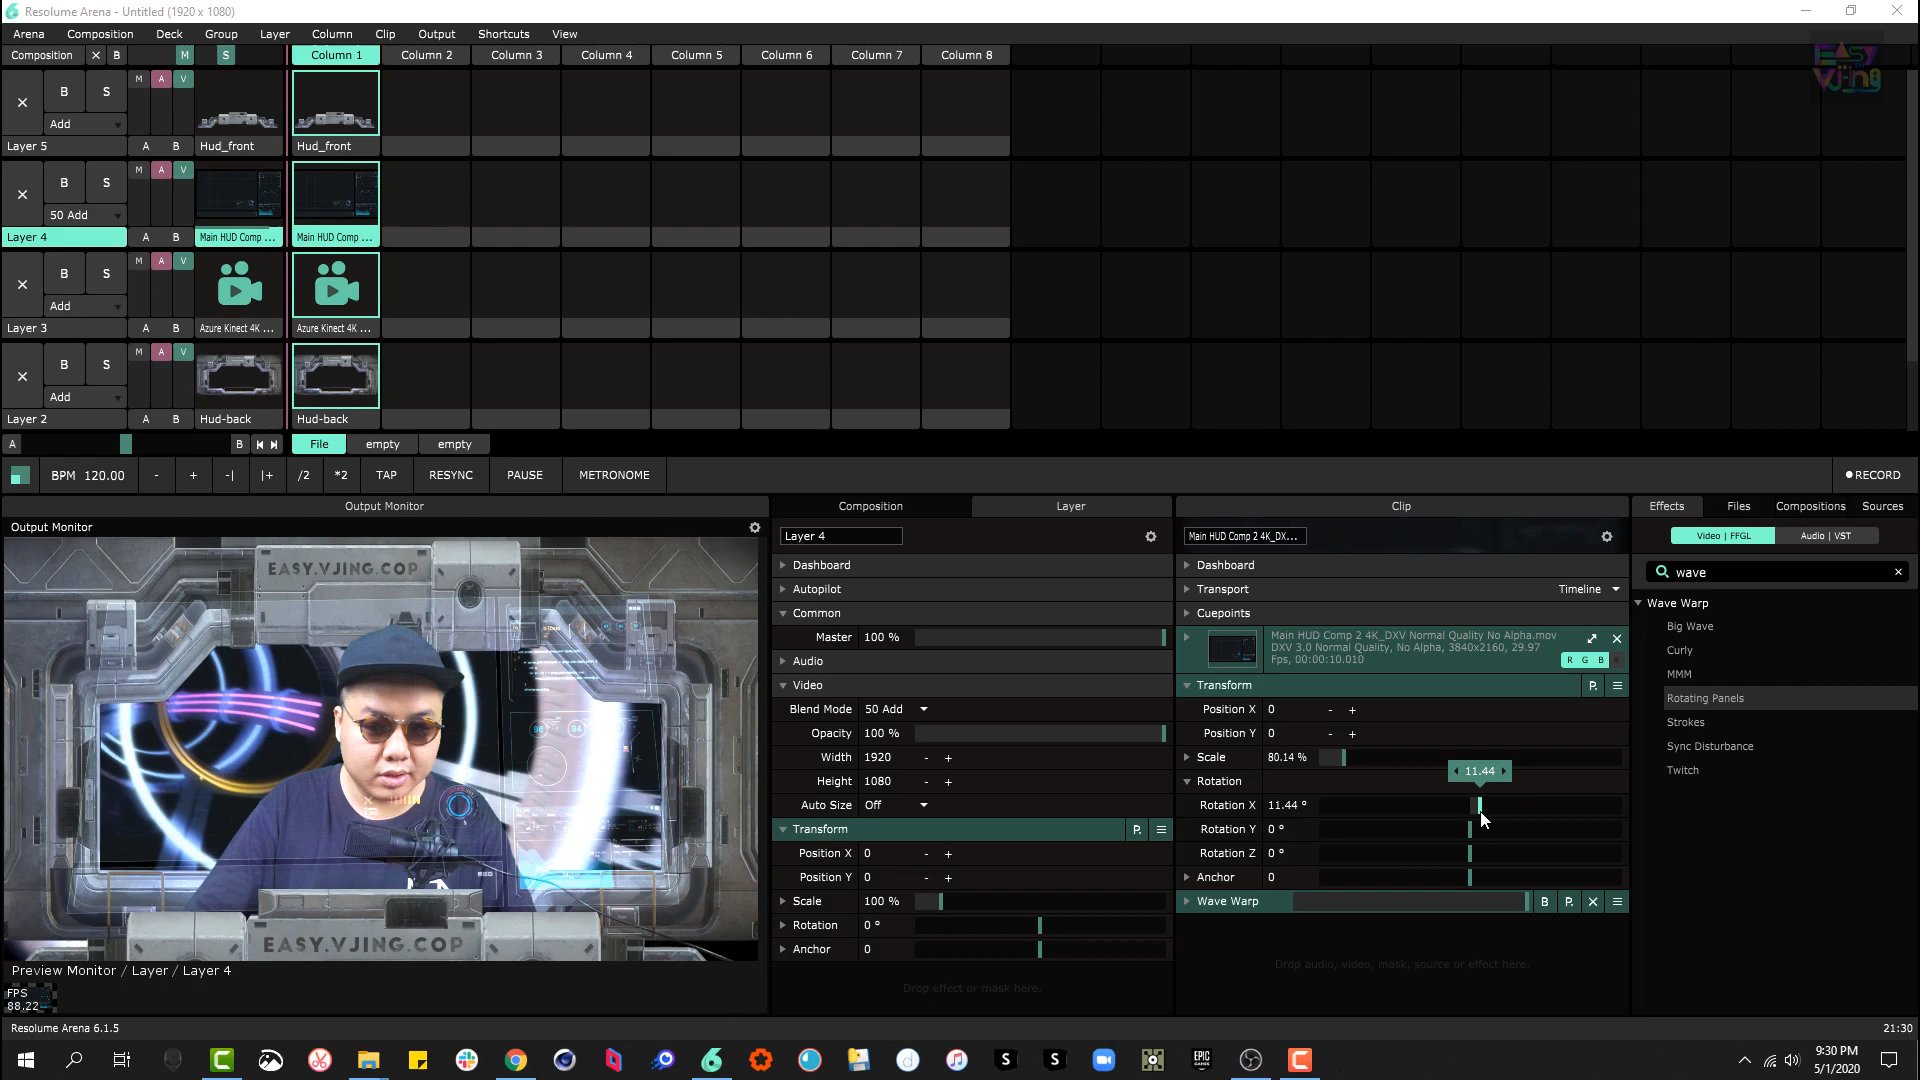 Resolume Arena - Untitled (1920 x 1080)
Arena Composition Deck Group Layer Column Clip Output Shortcuts View
Composition × B M S Column 1 Column 2 Column 3 Column 4 Column 5 Column 6 Column 7 Column 8
EASY VJing
B S M A V
Add
Layer 5 A B Hud_front Hud_front
B S M A V
50 Add
Layer 4 A B Main HUD Comp ... Main HUD Comp ...
B S M A V
Add
Layer 3 A B Azure Kinect 4K ... Azure Kinect 4K ...
B S M A V
Add
Layer 2 A B Hud-back Hud-back
A B File empty empty
BPM 120.00 - + -| |+ /2 *2 TAP RESYNC PAUSE METRONOME RECORD
Output Monitor Composition Layer Clip Effects Files Compositions Sources
Output Monitor
Layer 4
Main HUD Comp 2 4K_DX...
Video | FFGL Audio | VST
wave
EASY.VJING.COP
96 94
EASY.VJING.COP
Preview Monitor / Layer / Layer 4
FPS
88.22
Dashboard
Autopilot
Common
Master 100 %
Audio
Video
Blend Mode 50 Add
Opacity 100 %
Width 1920 - +
Height 1080 - +
Auto Size Off
Transform P.
Position X 0 - +
Position Y 0 - +
Scale 100 %
Rotation 0 °
Anchor 0
Drop effect or mask here.
Dashboard
Transport Timeline
Cuepoints
Main HUD Comp 2 4K_DXV Normal Quality No Alpha.mov
DXV 3.0 Normal Quality, No Alpha, 3840x2160, 29.97
Fps, 00:00:10.010 R G B A
Transform P.
Position X 0 - +
Position Y 0 - +
Scale 80.14 %
11.44
Rotation
Rotation X 11.44 °
Rotation Y 0 °
Rotation Z 0 °
Anchor 0
Wave Warp B P. ×
Drop audio, video, mask, source or effect here.
Wave Warp
Big Wave
Curly
MMM
Rotating Panels
Strokes
Sync Disturbance
Twitch
Resolume Arena 6.1.5 21:30
S S EPIC GAMES
9:30 PM
5/1/2020